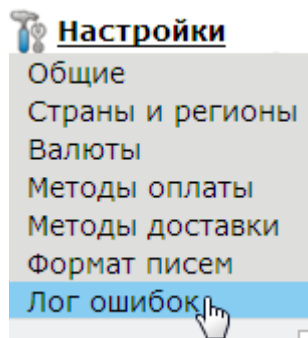 Настройки
Общие
Страны и регионы
Валюты
Методы оплаты
Методы доставки
Формат писем
Лог ошибок